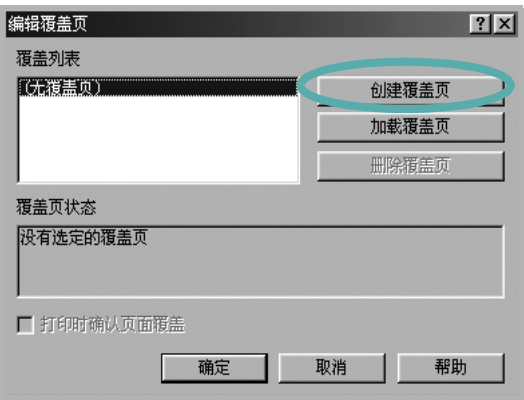 编辑覆盖页
覆盖列表
(无覆盖页)
创建覆盖页
加载覆盖页
删除覆盖页
覆盖页状态
没有选定的覆盖页
打印时确认页面覆盖
确定 取消 帮助